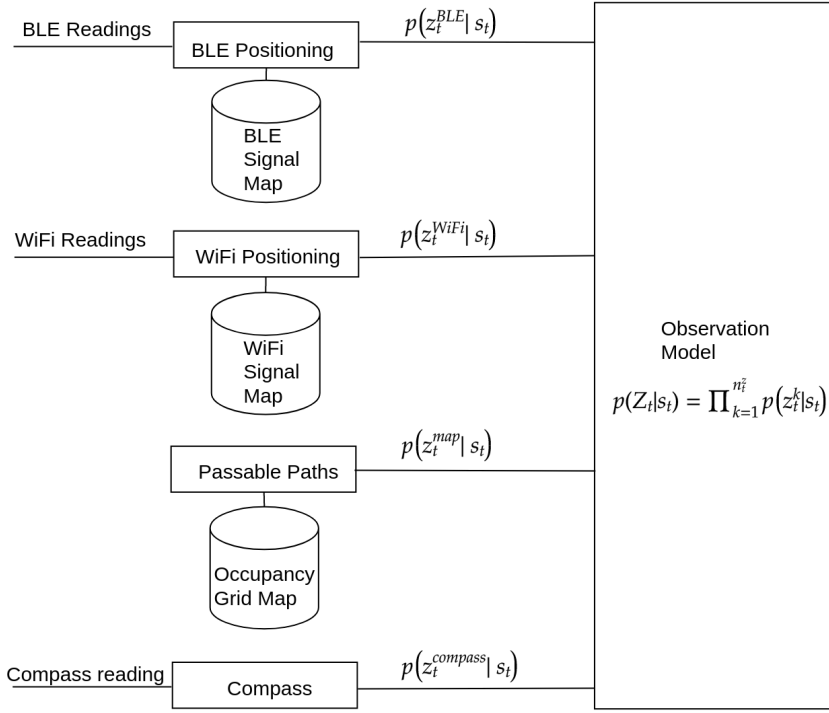 BLE Readings
BLE Positioning
p(z_t^{BLE}| s_t)
BLE
Signal
Map
WiFi Readings
WiFi Positioning
p(z_t^{WiFi}| s_t)
WiFi
Signal
Map
Observation
Model
p(Z_t|s_t) = ∏_{k=1}^{n_t^z} p(z_t^k|s_t)
Passable Paths
p(z_t^{map}| s_t)
Occupancy
Grid Map
Compass reading
Compass
p(z_t^{compass}| s_t)